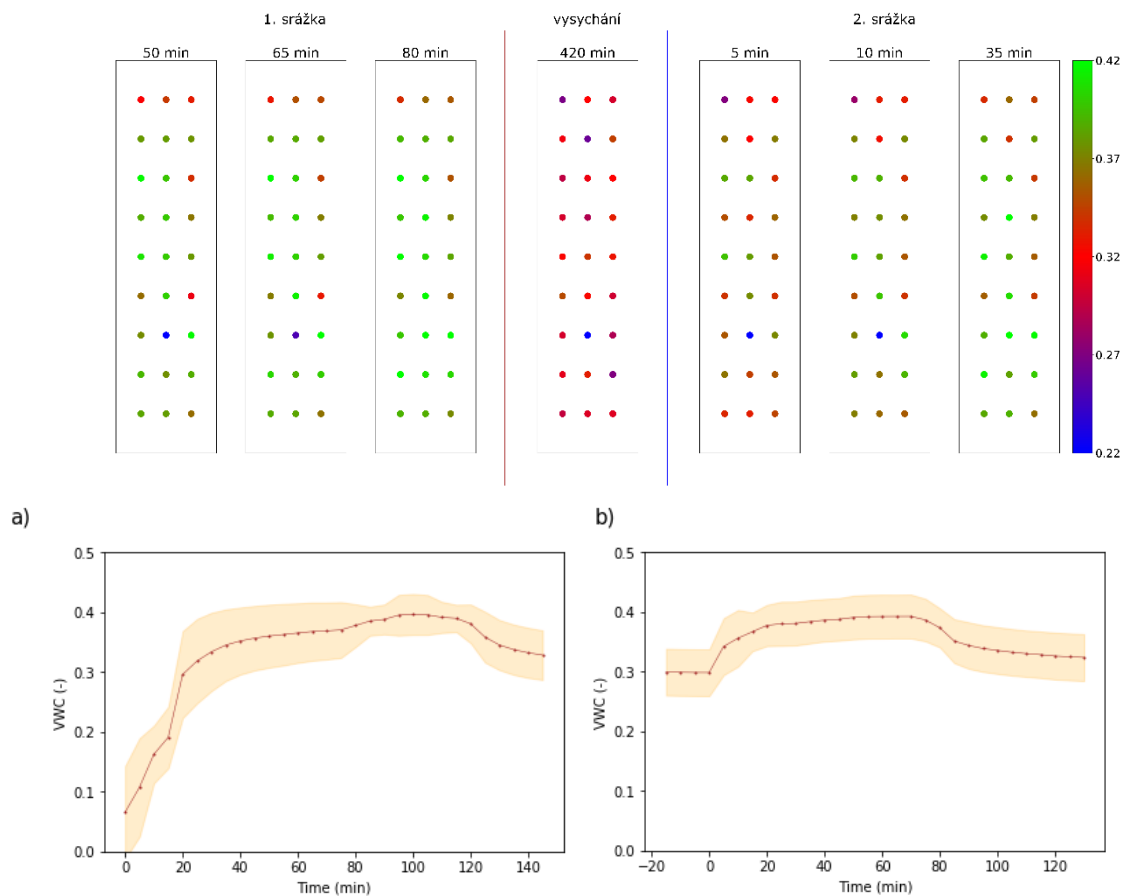 1. srážka vysychání 2. srážka
50 min 65 min 80 min 420 min 5 min 10 min 35 min
0.42
0.37
0.32
0.27
0.22
a)
0.5
0.4
0.3
0.2
0.1
0.0
VWC (-)
0 20 40 60 80 100 120 140
Time (min)
b)
0.5
0.4
0.3
0.2
0.1
0.0
VWC (-)
−20 0 20 40 60 80 100 120
Time (min)